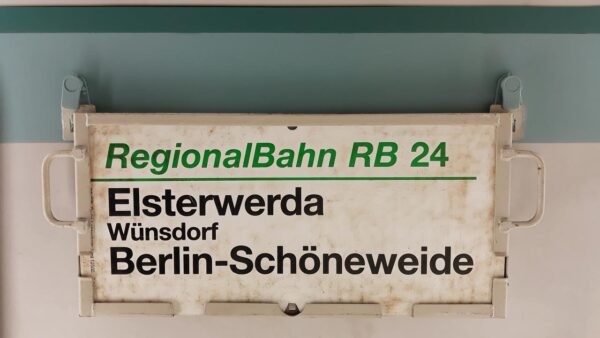 RegionalBahn RB 24
Elsterwerda
Wünsdorf
Berlin-Schöneweide